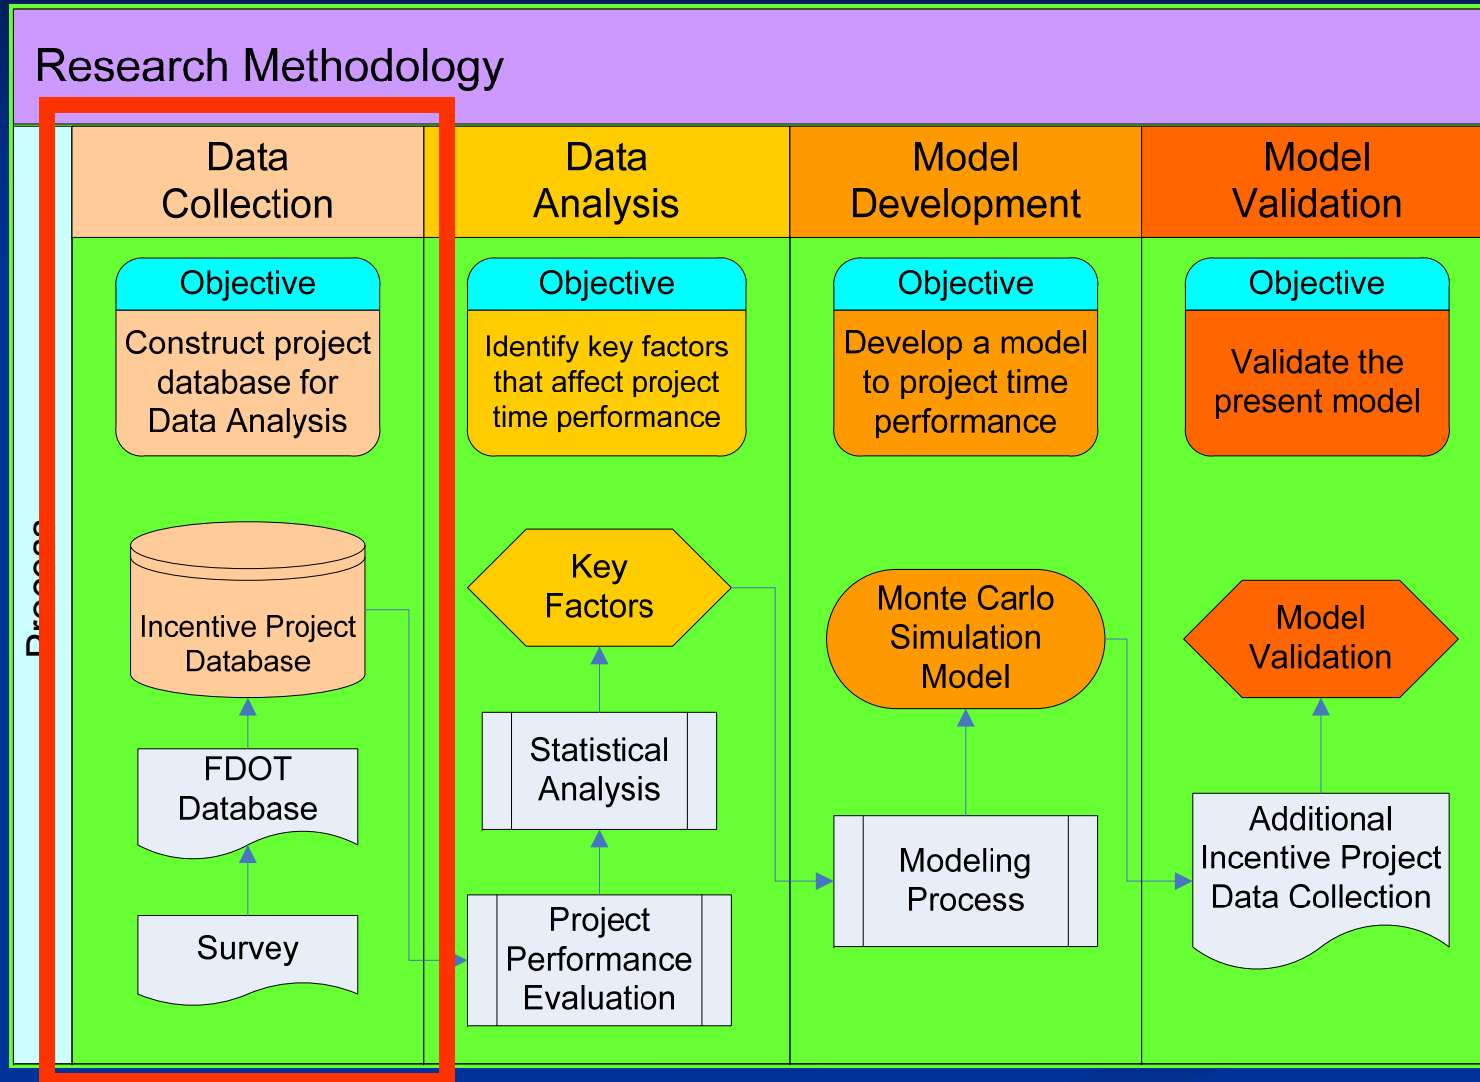 Research Methodology
Data
Collection
Data
Analysis
Model
Development
Model
Validation
Process
Objective
Construct project
database for
Data Analysis
Objective
Identify key factors
that affect project
time performance
Objective
Develop a model
to project time
performance
Objective
Validate the
present model
Incentive Project
Database
FDOT
Database
Survey
Key
Factors
Statistical
Analysis
Project
Performance
Evaluation
Monte Carlo
Simulation
Model
Modeling
Process
Model
Validation
Additional
Incentive Project
Data Collection